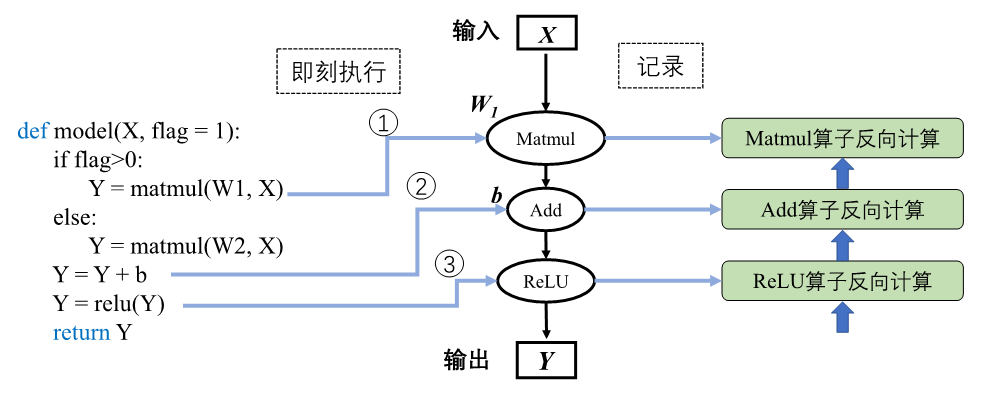 输入
X
即刻执行
记录
W1
①
Matmul
Matmul算子反向计算
def model(X, flag = 1):
if flag>0:
Y = matmul(W1, X)
else:
Y = matmul(W2, X)
Y = Y + b
Y = relu(Y)
return Y
②
b
Add
Add算子反向计算
③
ReLU
ReLU算子反向计算
输出
Y